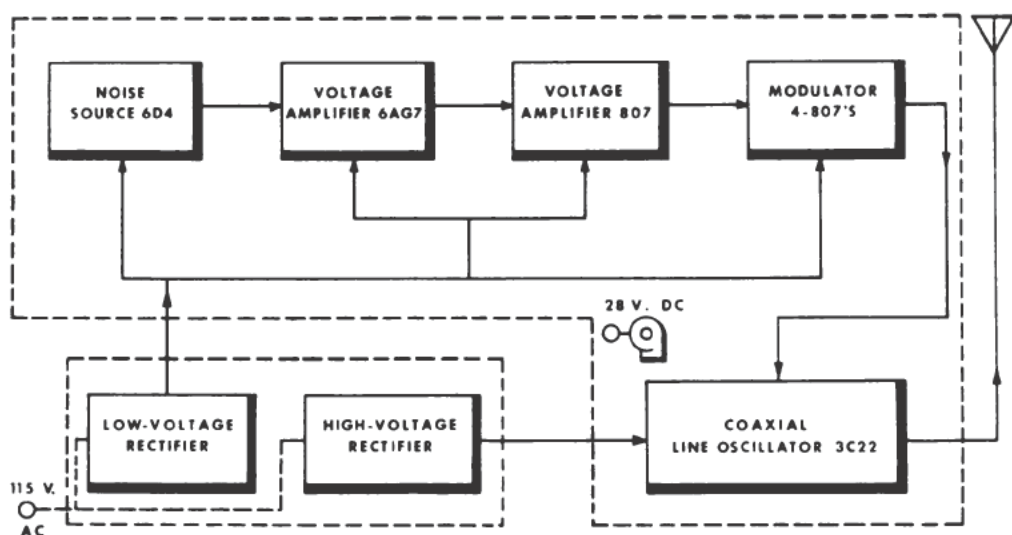 NOISE
SOURCE 6D4
VOLTAGE
AMPLIFIER 6AG7
VOLTAGE
AMPLIFIER 807
MODULATOR
4-807'S
28 V. DC
LOW-VOLTAGE
RECTIFIER
HIGH-VOLTAGE
RECTIFIER
COAXIAL
LINE OSCILLATOR 3C22
115 V.
AC